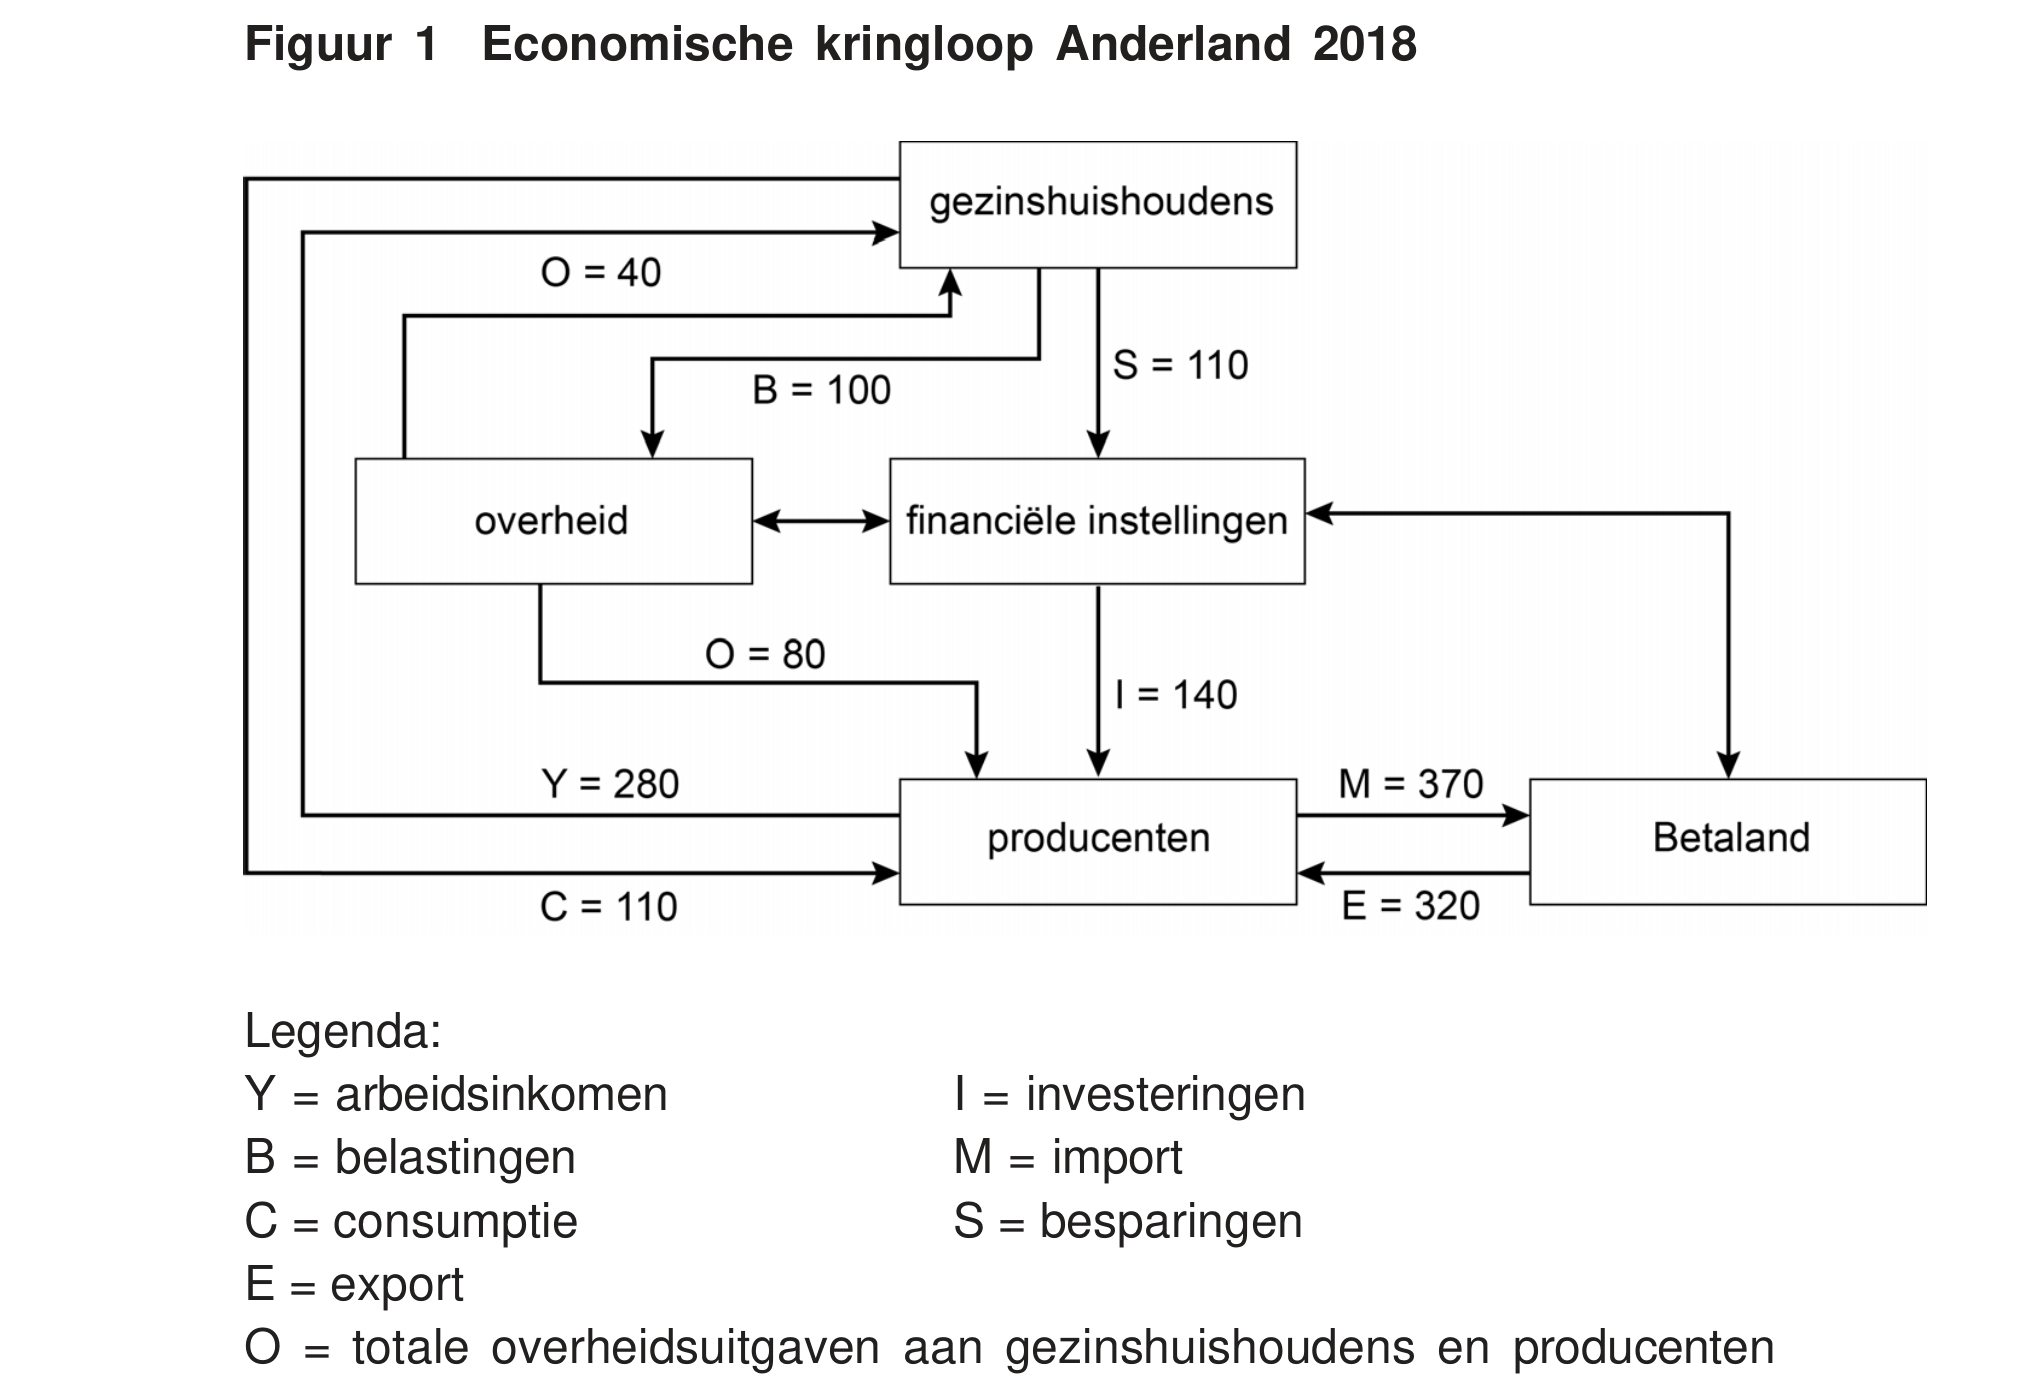 Figuur 1 Economische kringloop Anderland 2018
gezinshuishoudens
O = 40
S = 110
B = 100
overheid
financiële instellingen
O = 80
I = 140
Y = 280
M = 370
producenten
Betaland
C = 110
E = 320
Legenda:
Y = arbeidsinkomen
I = investeringen
B = belastingen
M = import
C = consumptie
S = besparingen
E = export
O = totale overheidsuitgaven aan gezinshuishoudens en producenten